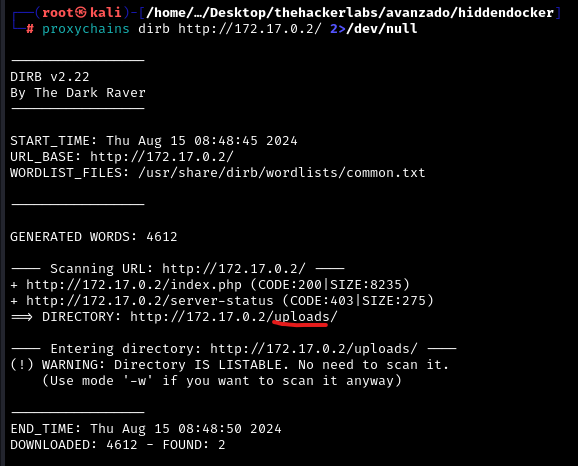 ┌──(root㉿kali)-[/home/…/Desktop/thehackerlabs/avanzado/hiddendocker]
└─# proxychains dirb http://172.17.0.2/ 2>/dev/null
-----------------
DIRB v2.22
By The Dark Raver
-----------------
START_TIME: Thu Aug 15 08:48:45 2024
URL_BASE: http://172.17.0.2/
WORDLIST_FILES: /usr/share/dirb/wordlists/common.txt
-----------------
GENERATED WORDS: 4612
---- Scanning URL: http://172.17.0.2/ ----
+ http://172.17.0.2/index.php (CODE:200|SIZE:8235)
+ http://172.17.0.2/server-status (CODE:403|SIZE:275)
==> DIRECTORY: http://172.17.0.2/uploads/
---- Entering directory: http://172.17.0.2/uploads/ ----
(!) WARNING: Directory IS LISTABLE. No need to scan it.
(Use mode '-w' if you want to scan it anyway)
-----------------
END_TIME: Thu Aug 15 08:48:50 2024
DOWNLOADED: 4612 - FOUND: 2